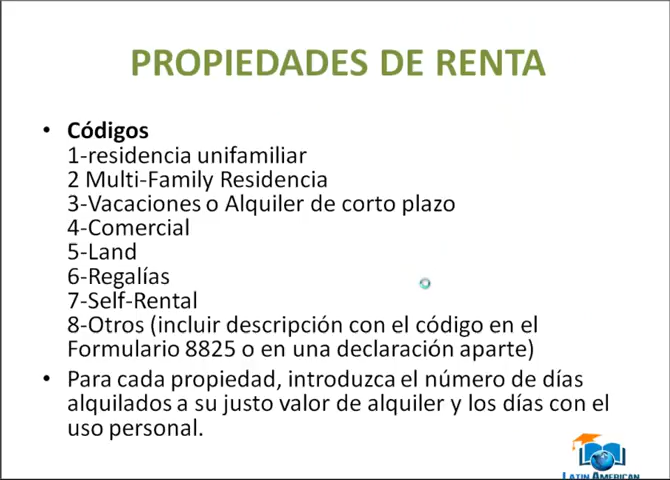 PROPIEDADES DE RENTA
• Códigos
1-residencia unifamiliar
2 Multi-Family Residencia
3-Vacaciones o Alquiler de corto plazo
4-Comercial
5-Land
6-Regalías
7-Self-Rental
8-Otros (incluir descripción con el código en el
Formulario 8825 o en una declaración aparte)
• Para cada propiedad, introduzca el número de días
alquilados a su justo valor de alquiler y los días con el
uso personal.
LATIN AMERICAN